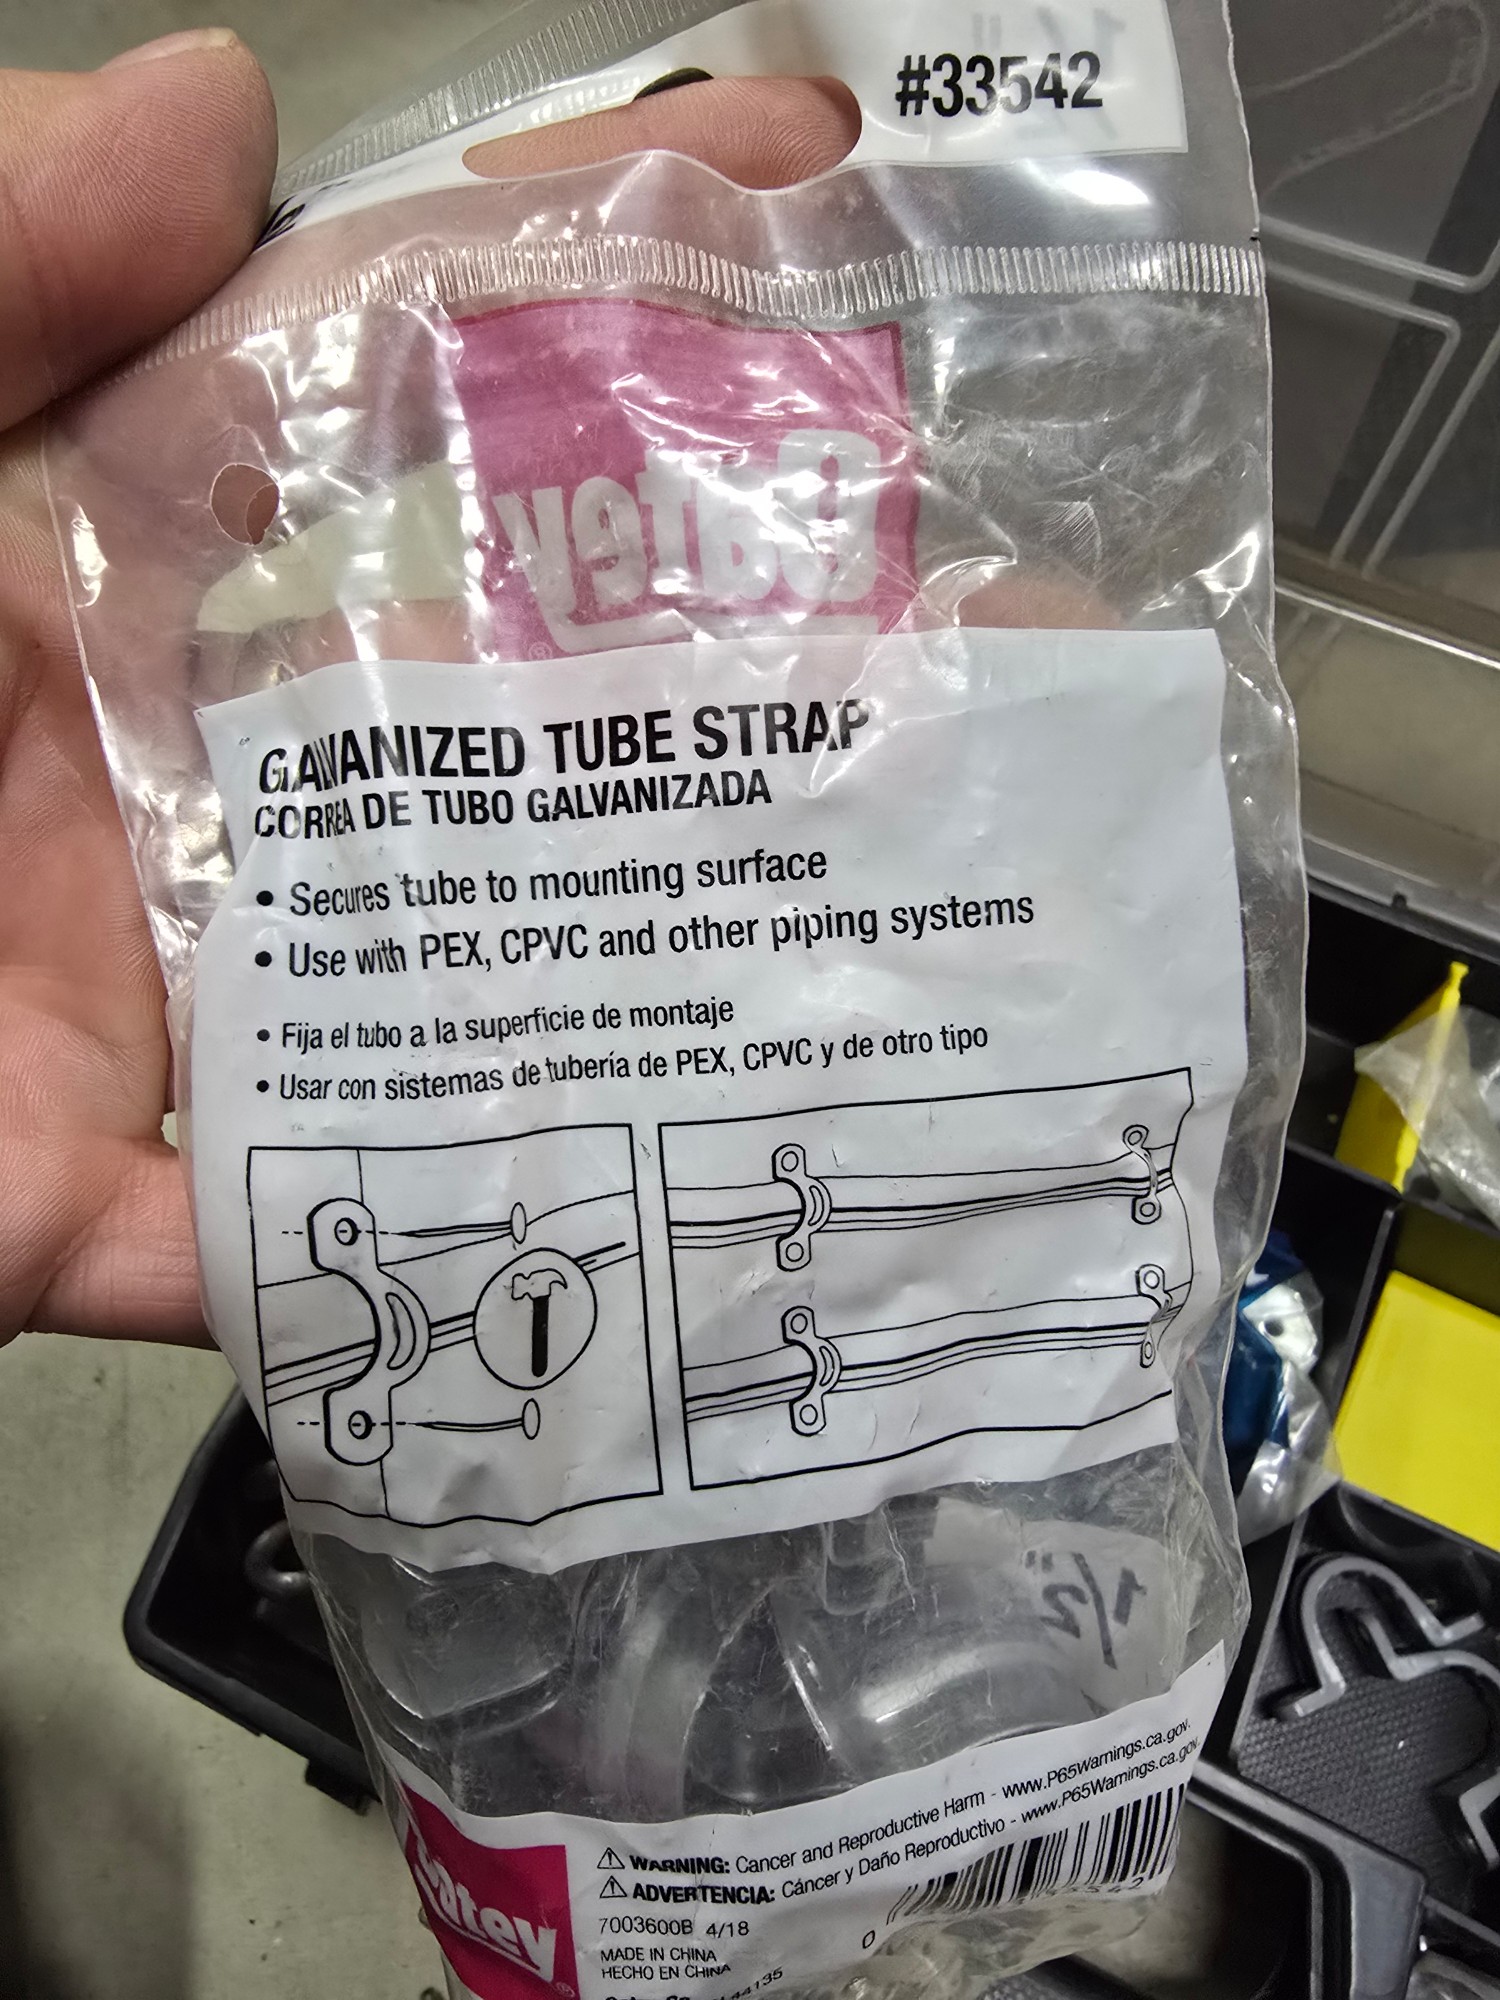 #33542
Oatey
®
GALVANIZED TUBE STRAP
CORREA DE TUBO GALVANIZADA
• Secures tube to mounting surface
• Use with PEX, CPVC and other piping systems
• Fija el tubo a la superficie de montaje
• Usar con sistemas de tubería de PEX, CPVC y de otro tipo
1/2"
⚠ WARNING: Cancer and Reproductive Harm - www.P65Warnings.ca.gov.
⚠ ADVERTENCIA: Cáncer y Daño Reproductivo - www.P65Warnings.ca.gov.
Oatey®
7003600B 4/18
MADE IN CHINA
HECHO EN CHINA
44135